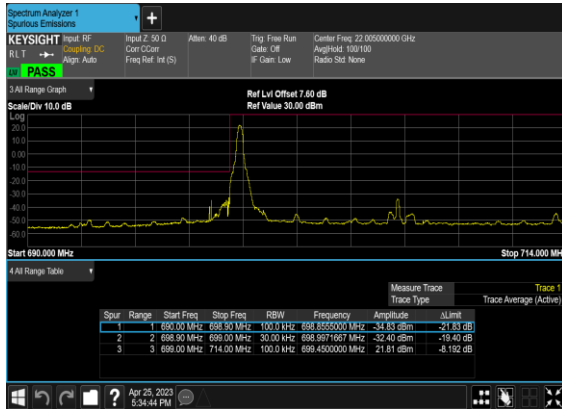 Spectrum Analyzer 1
Spurious Emissions
KEYSIGHT Input: RF Input Z: 50 Ω Atten: 40 dB Trig: Free Run Center Freq: 22.005000000 GHz
RLT Coupling: DC Corr CCorr Gate: Off Avg|Hold: 100/100
Align: Auto Freq Ref: Int (S) IF Gain: Low Radio Std: None
LV PASS
3 All Range Graph Ref Lvl Offset 7.60 dB
Scale/Div 10.0 dB Ref Value 30.00 dBm
Log
20.0
10.0
0.00
-10.0
-20.0
-30.0
-40.0
-50.0
-60.0
Start 690.000 MHz Stop 714.000 MHz
4 All Range Table
Measure Trace Trace 1
Trace Type Trace Average (Active)
Spur Range Start Freq Stop Freq RBW Frequency Amplitude ΔLimit
1 1 690.00 MHz 698.90 MHz 100.0 kHz 698.8555000 MHz -34.83 dBm -21.83 dB
2 2 698.90 MHz 699.00 MHz 30.00 kHz 698.9971667 MHz -32.40 dBm -19.40 dB
3 3 699.00 MHz 714.00 MHz 100.0 kHz 699.4500000 MHz 21.81 dBm -8.192 dB
Apr 25, 2023
5:34:44 PM